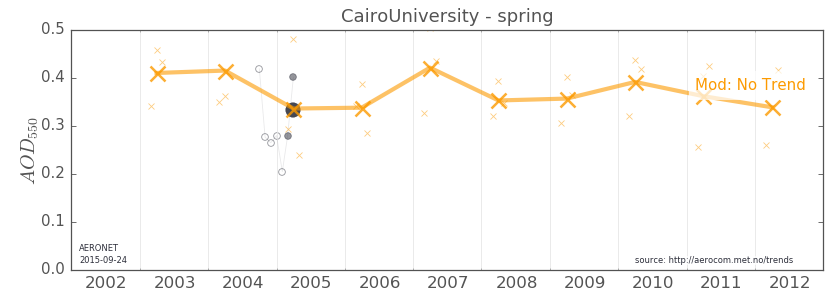 CairoUniversity - spring
0.5
0.4
0.3
0.2
0.1
0.0
AOD550
Mod: No Trend
AERONET
2015-09-24
source: http://aerocom.met.no/trends
2002 2003 2004 2005 2006 2007 2008 2009 2010 2011 2012